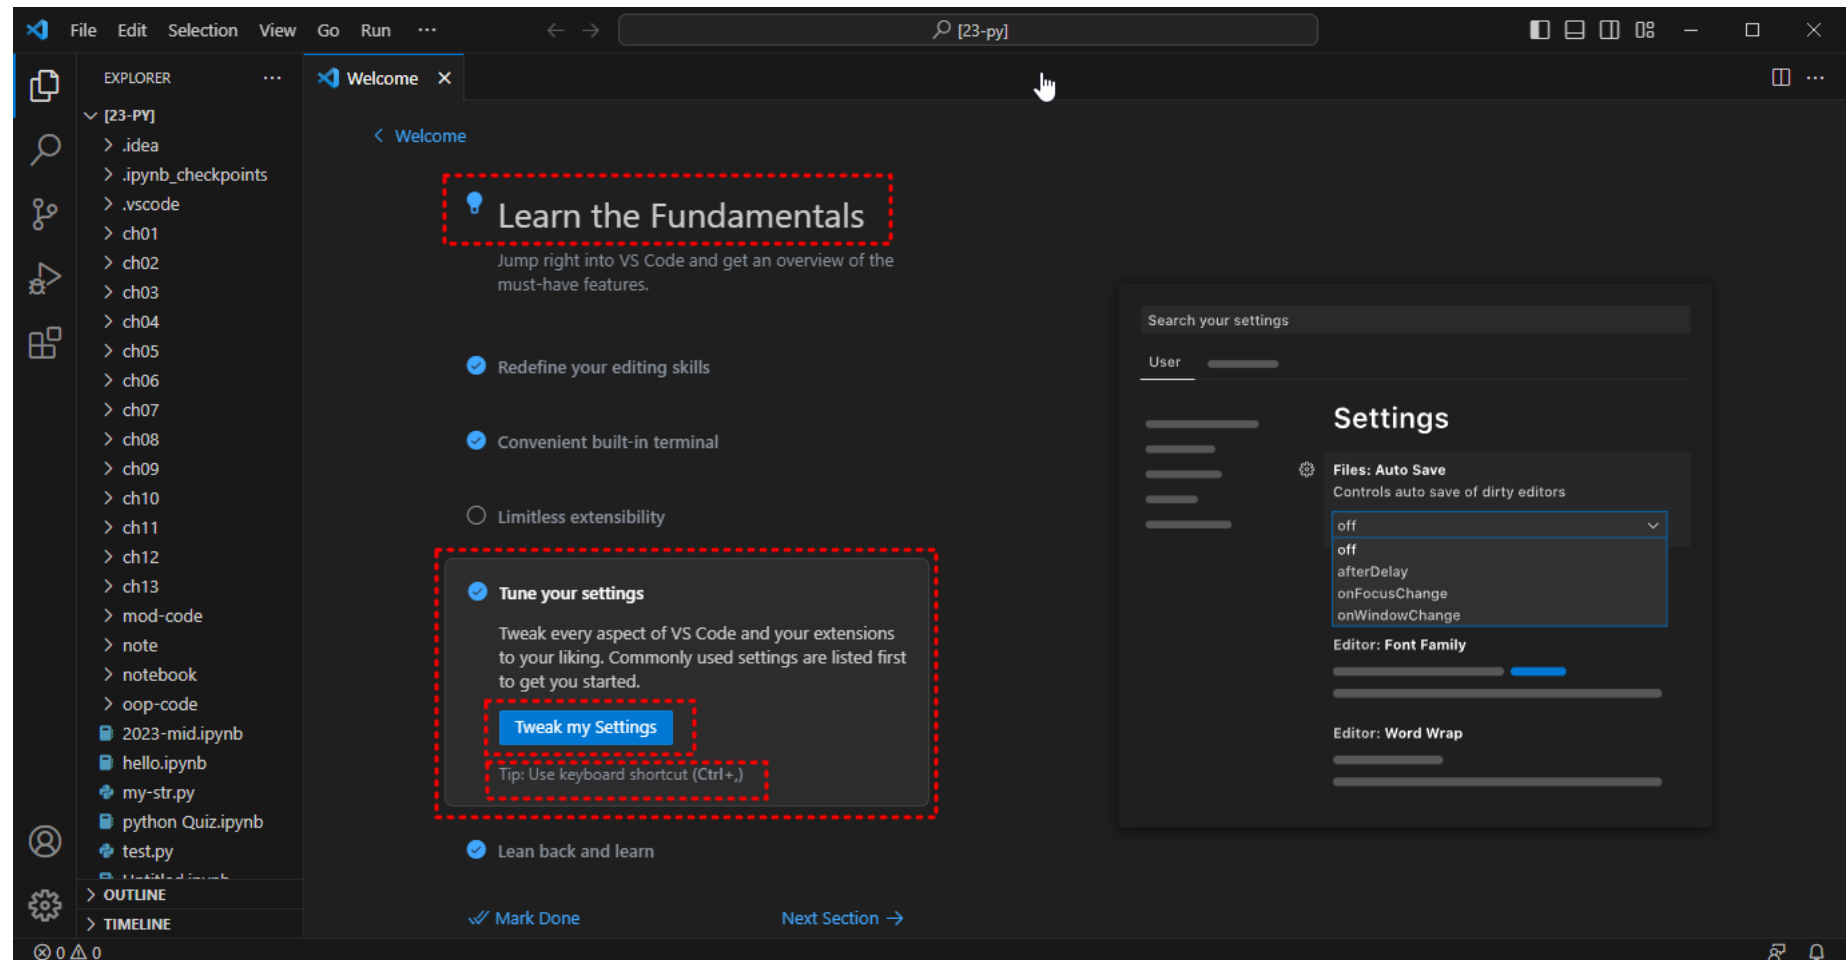 File Edit Selection View Go Run ···
[23-py]
EXPLORER ···
Welcome
[23-PY]
.idea
.ipynb_checkpoints
.vscode
ch01
ch02
ch03
ch04
ch05
ch06
ch07
ch08
ch09
ch10
ch11
ch12
ch13
mod-code
note
notebook
oop-code
2023-mid.ipynb
hello.ipynb
my-str.py
python Quiz.ipynb
test.py
OUTLINE
TIMELINE
0 0
Welcome
Learn the Fundamentals
Jump right into VS Code and get an overview of the
must-have features.
Redefine your editing skills
Convenient built-in terminal
Limitless extensibility
Tune your settings
Tweak every aspect of VS Code and your extensions
to your liking. Commonly used settings are listed first
to get you started.
Tweak my Settings
Tip: Use keyboard shortcut (Ctrl+,)
Lean back and learn
Mark Done
Next Section →
Search your settings
User
Settings
Files: Auto Save
Controls auto save of dirty editors
off
off
afterDelay
onFocusChange
onWindowChange
Editor: Font Family
Editor: Word Wrap